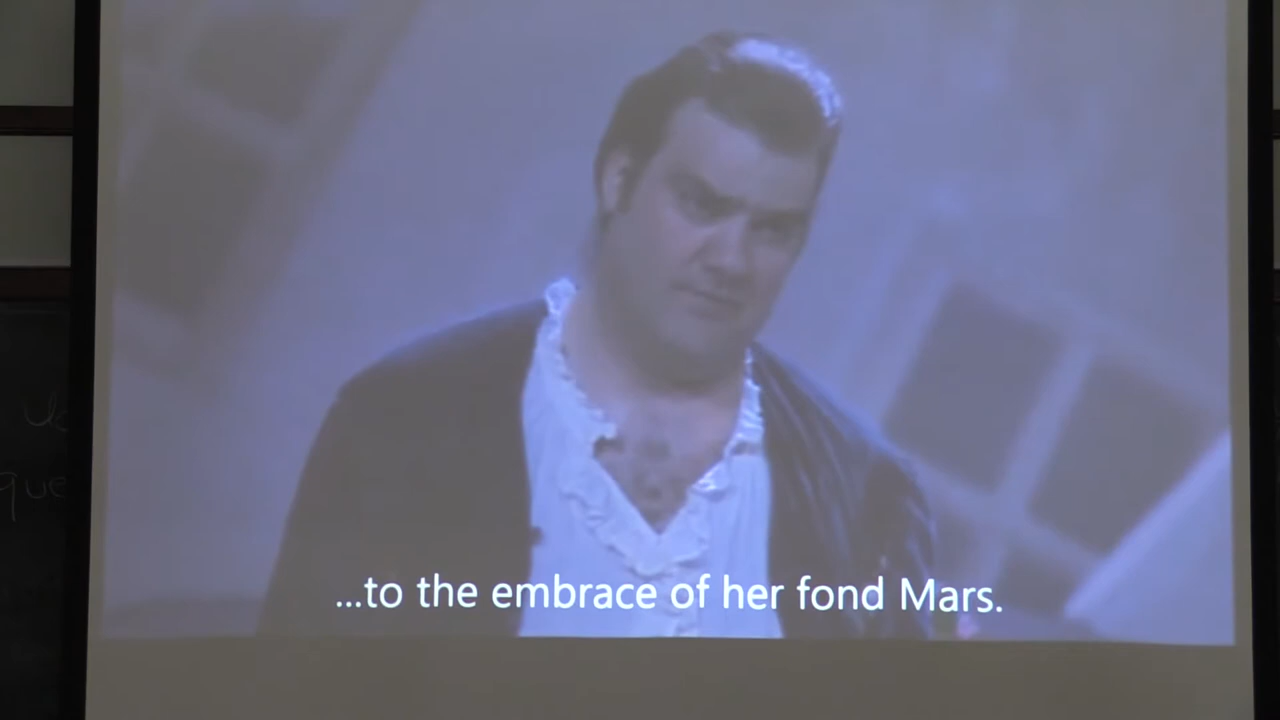 ...to the embrace of her fond Mars.